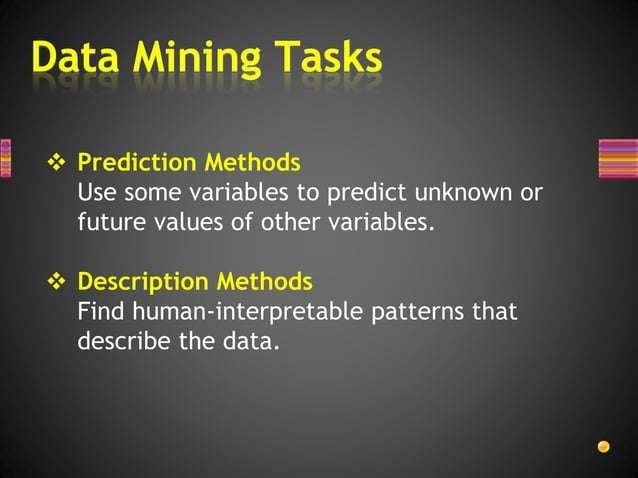 Data Mining Tasks
❖ Prediction Methods
Use some variables to predict unknown or
future values of other variables.
❖ Description Methods
Find human-interpretable patterns that
describe the data.